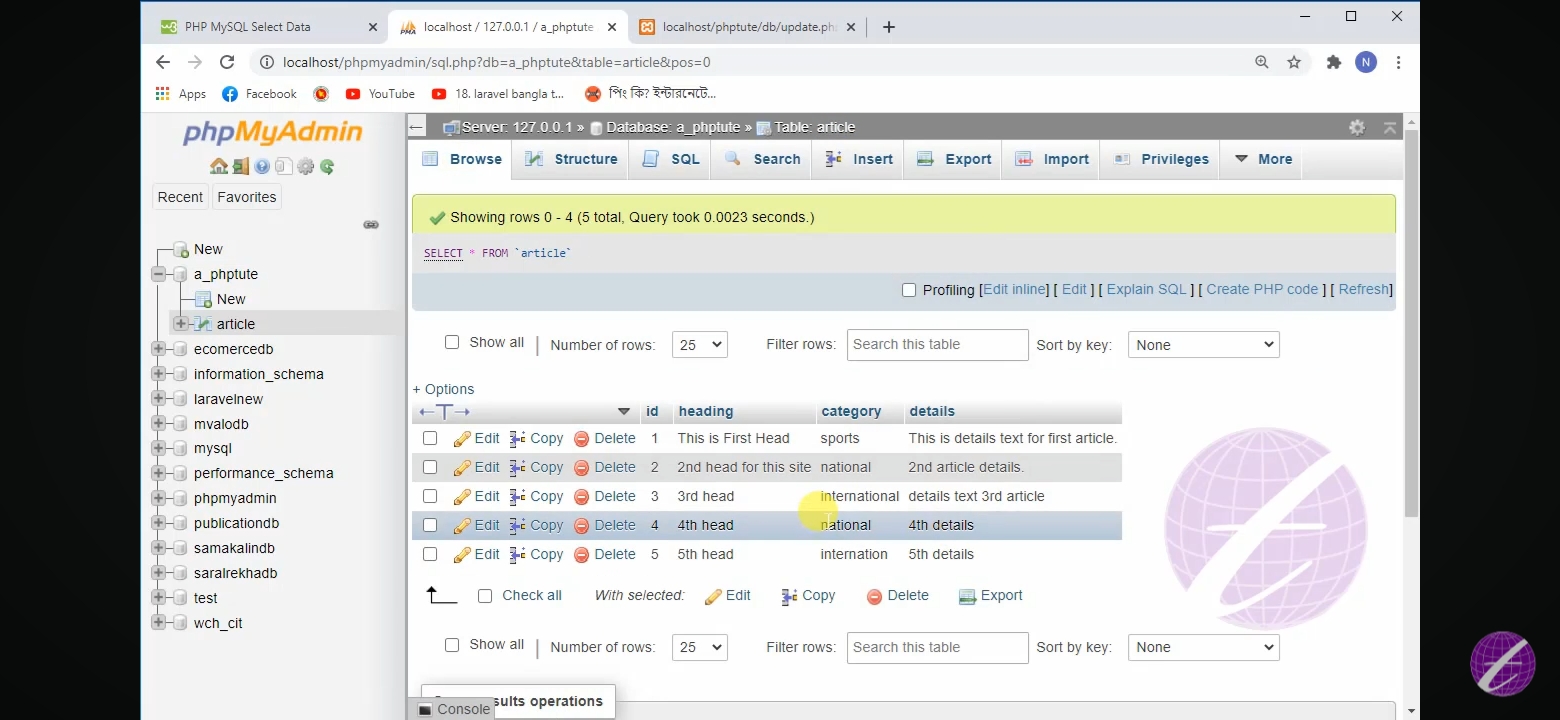 PHP MySQL Select Data
localhost / 127.0.0.1 / a_phptute
localhost/phptute/db/update.ph
localhost/phpmyadmin/sql.php?db=a_phptute&table=article&pos=0
N
Apps
Facebook
YouTube
18. laravel bangla t...
পিং কি? ইন্টারনেটে...
phpMyAdmin
Recent
Favorites
New
a_phptute
New
article
ecomercedb
information_schema
laravelnew
mvalodb
mysql
performance_schema
phpmyadmin
publicationdb
samakalindb
saralrekhadb
test
wch_cit
Server: 127.0.0.1 » Database: a_phptute » Table: article
Browse Structure SQL Search Insert Export Import Privileges More
Showing rows 0 - 4 (5 total, Query took 0.0023 seconds.)
SELECT * FROM `article`
Profiling [Edit inline] [ Edit ] [ Explain SQL ] [ Create PHP code ] [ Refresh]
Show all | Number of rows: 25 Filter rows: Search this table Sort by key: None
+ Options
id heading category details
Edit Copy Delete 1 This is First Head sports This is details text for first article.
Edit Copy Delete 2 2nd head for this site national 2nd article details.
Edit Copy Delete 3 3rd head international details text 3rd article
Edit Copy Delete 4 4th head national 4th details
Edit Copy Delete 5 5th head internation 5th details
Check all With selected: Edit Copy Delete Export
Show all | Number of rows: 25 Filter rows: Search this table Sort by key: None
operations
Console